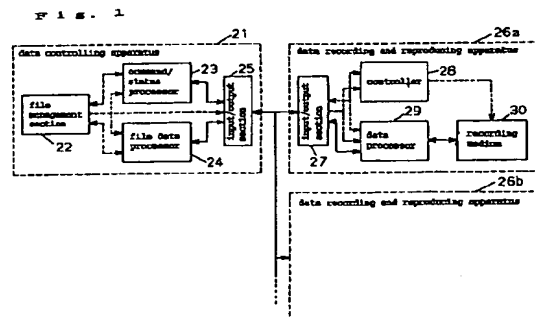 Fig. 1
21
data controlling apparatus
command/
status
processor
23
25
file
management
section
22
file data
processor
24
input/output
section
26a
data recording and reproducing apparatus
input/output
section
27
controller
28
data
processor
29
30
recording
medium
26b
data recording and reproducing apparatus